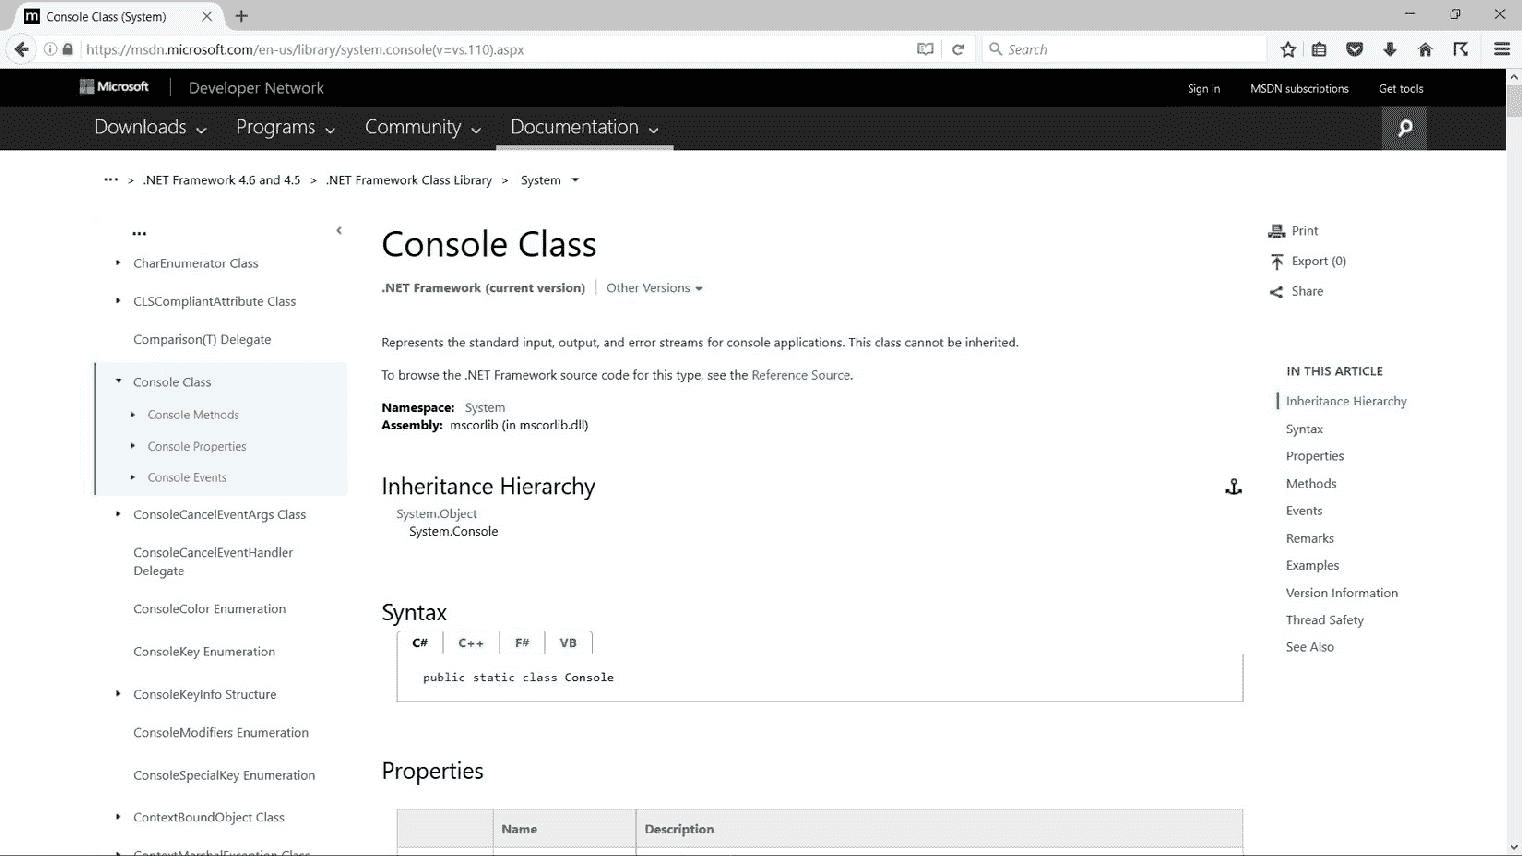 Console Class (System)
https://msdn.microsoft.com/en-us/library/system.console(v=vs.110).aspx
Search
Microsoft
Developer Network
Sign in
MSDN subscriptions
Get tools
Downloads
Programs
Community
Documentation
... > .NET Framework 4.6 and 4.5 > .NET Framework Class Library > System
...
CharEnumerator Class
CLSCompliantAttribute Class
Comparison(T) Delegate
Console Class
Console Methods
Console Properties
Console Events
ConsoleCancelEventArgs Class
ConsoleCancelEventHandler
Delegate
ConsoleColor Enumeration
ConsoleKey Enumeration
ConsoleKeyInfo Structure
ConsoleModifiers Enumeration
ConsoleSpecialKey Enumeration
ContextBoundObject Class
ContextMarshalException Class
Console Class
.NET Framework (current version)
Other Versions
Represents the standard input, output, and error streams for console applications. This class cannot be inherited.
To browse the .NET Framework source code for this type, see the Reference Source.
Namespace: System
Assembly: mscorlib (in mscorlib.dll)
Inheritance Hierarchy
System.Object
System.Console
Syntax
C#
C++
F#
VB
public static class Console
Properties
Name
Description
Print
Export (0)
Share
IN THIS ARTICLE
Inheritance Hierarchy
Syntax
Properties
Methods
Events
Remarks
Examples
Version Information
Thread Safety
See Also